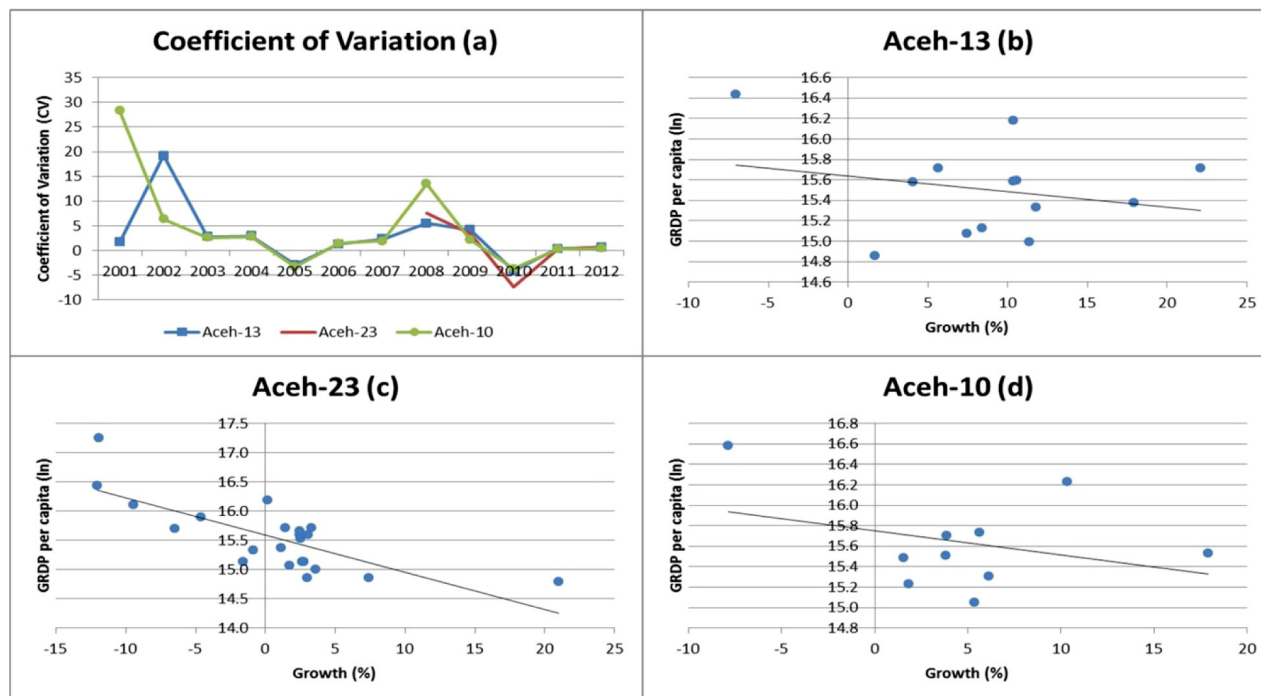 Coefficient of Variation (a)
Coefficient of Variation (CV)
35
30
25
20
15
10
5
0
-5
-10
2001 2002 2003 2004 2005 2006 2007 2008 2009 2010 2011 2012
Aceh-13 Aceh-23 Aceh-10
Aceh-13 (b)
GRDP per capita (ln)
16.6
16.4
16.2
16.0
15.8
15.6
15.4
15.2
15.0
14.8
14.6
-10 -5 0 5 10 15 20 25
Growth (%)
Aceh-23 (c)
GRDP per capita (ln)
17.5
17.0
16.5
16.0
15.5
15.0
14.5
14.0
-15 -10 -5 0 5 10 15 20 25
Growth (%)
Aceh-10 (d)
GRDP per capita (ln)
16.8
16.6
16.4
16.2
16.0
15.8
15.6
15.4
15.2
15.0
14.8
-10 -5 0 5 10 15 20
Growth (%)